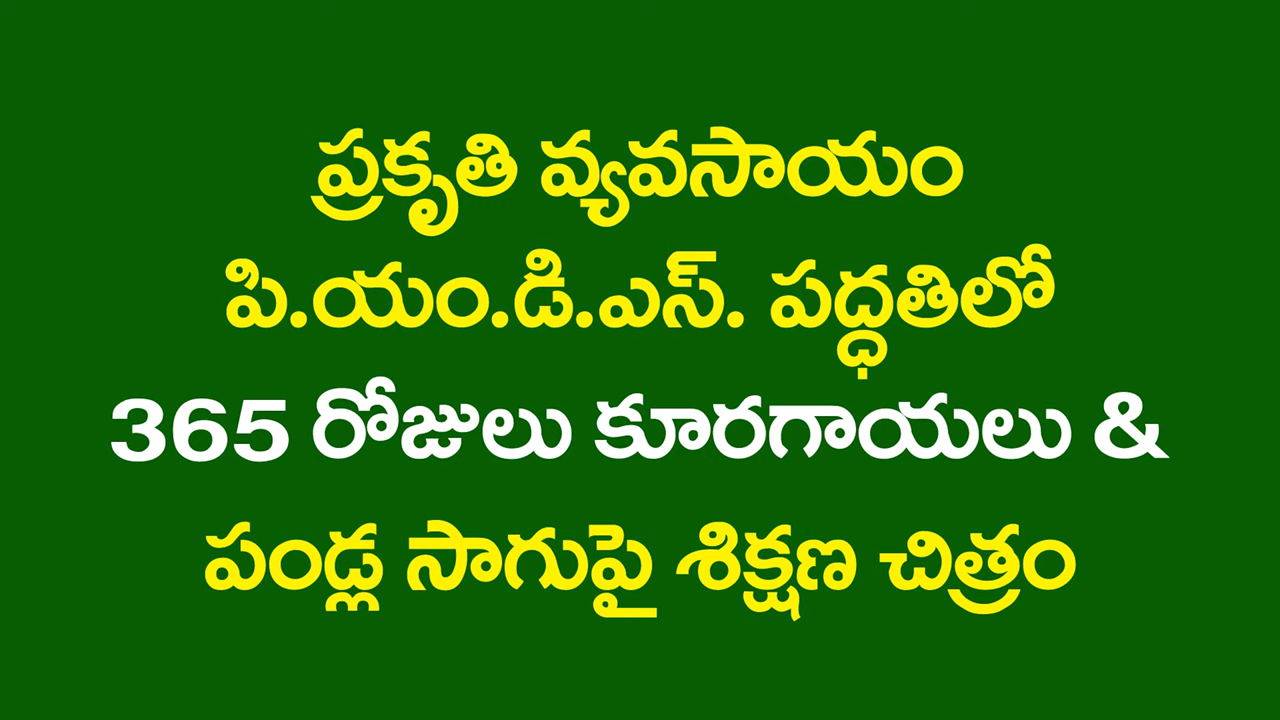 ప్రకృతి వ్యవసాయం
పి.యం.డి.ఎస్. పద్ధతిలో
365 రోజులు కూరగాయలు &
పండ్ల సాగుపై శిక్షణ చిత్రం